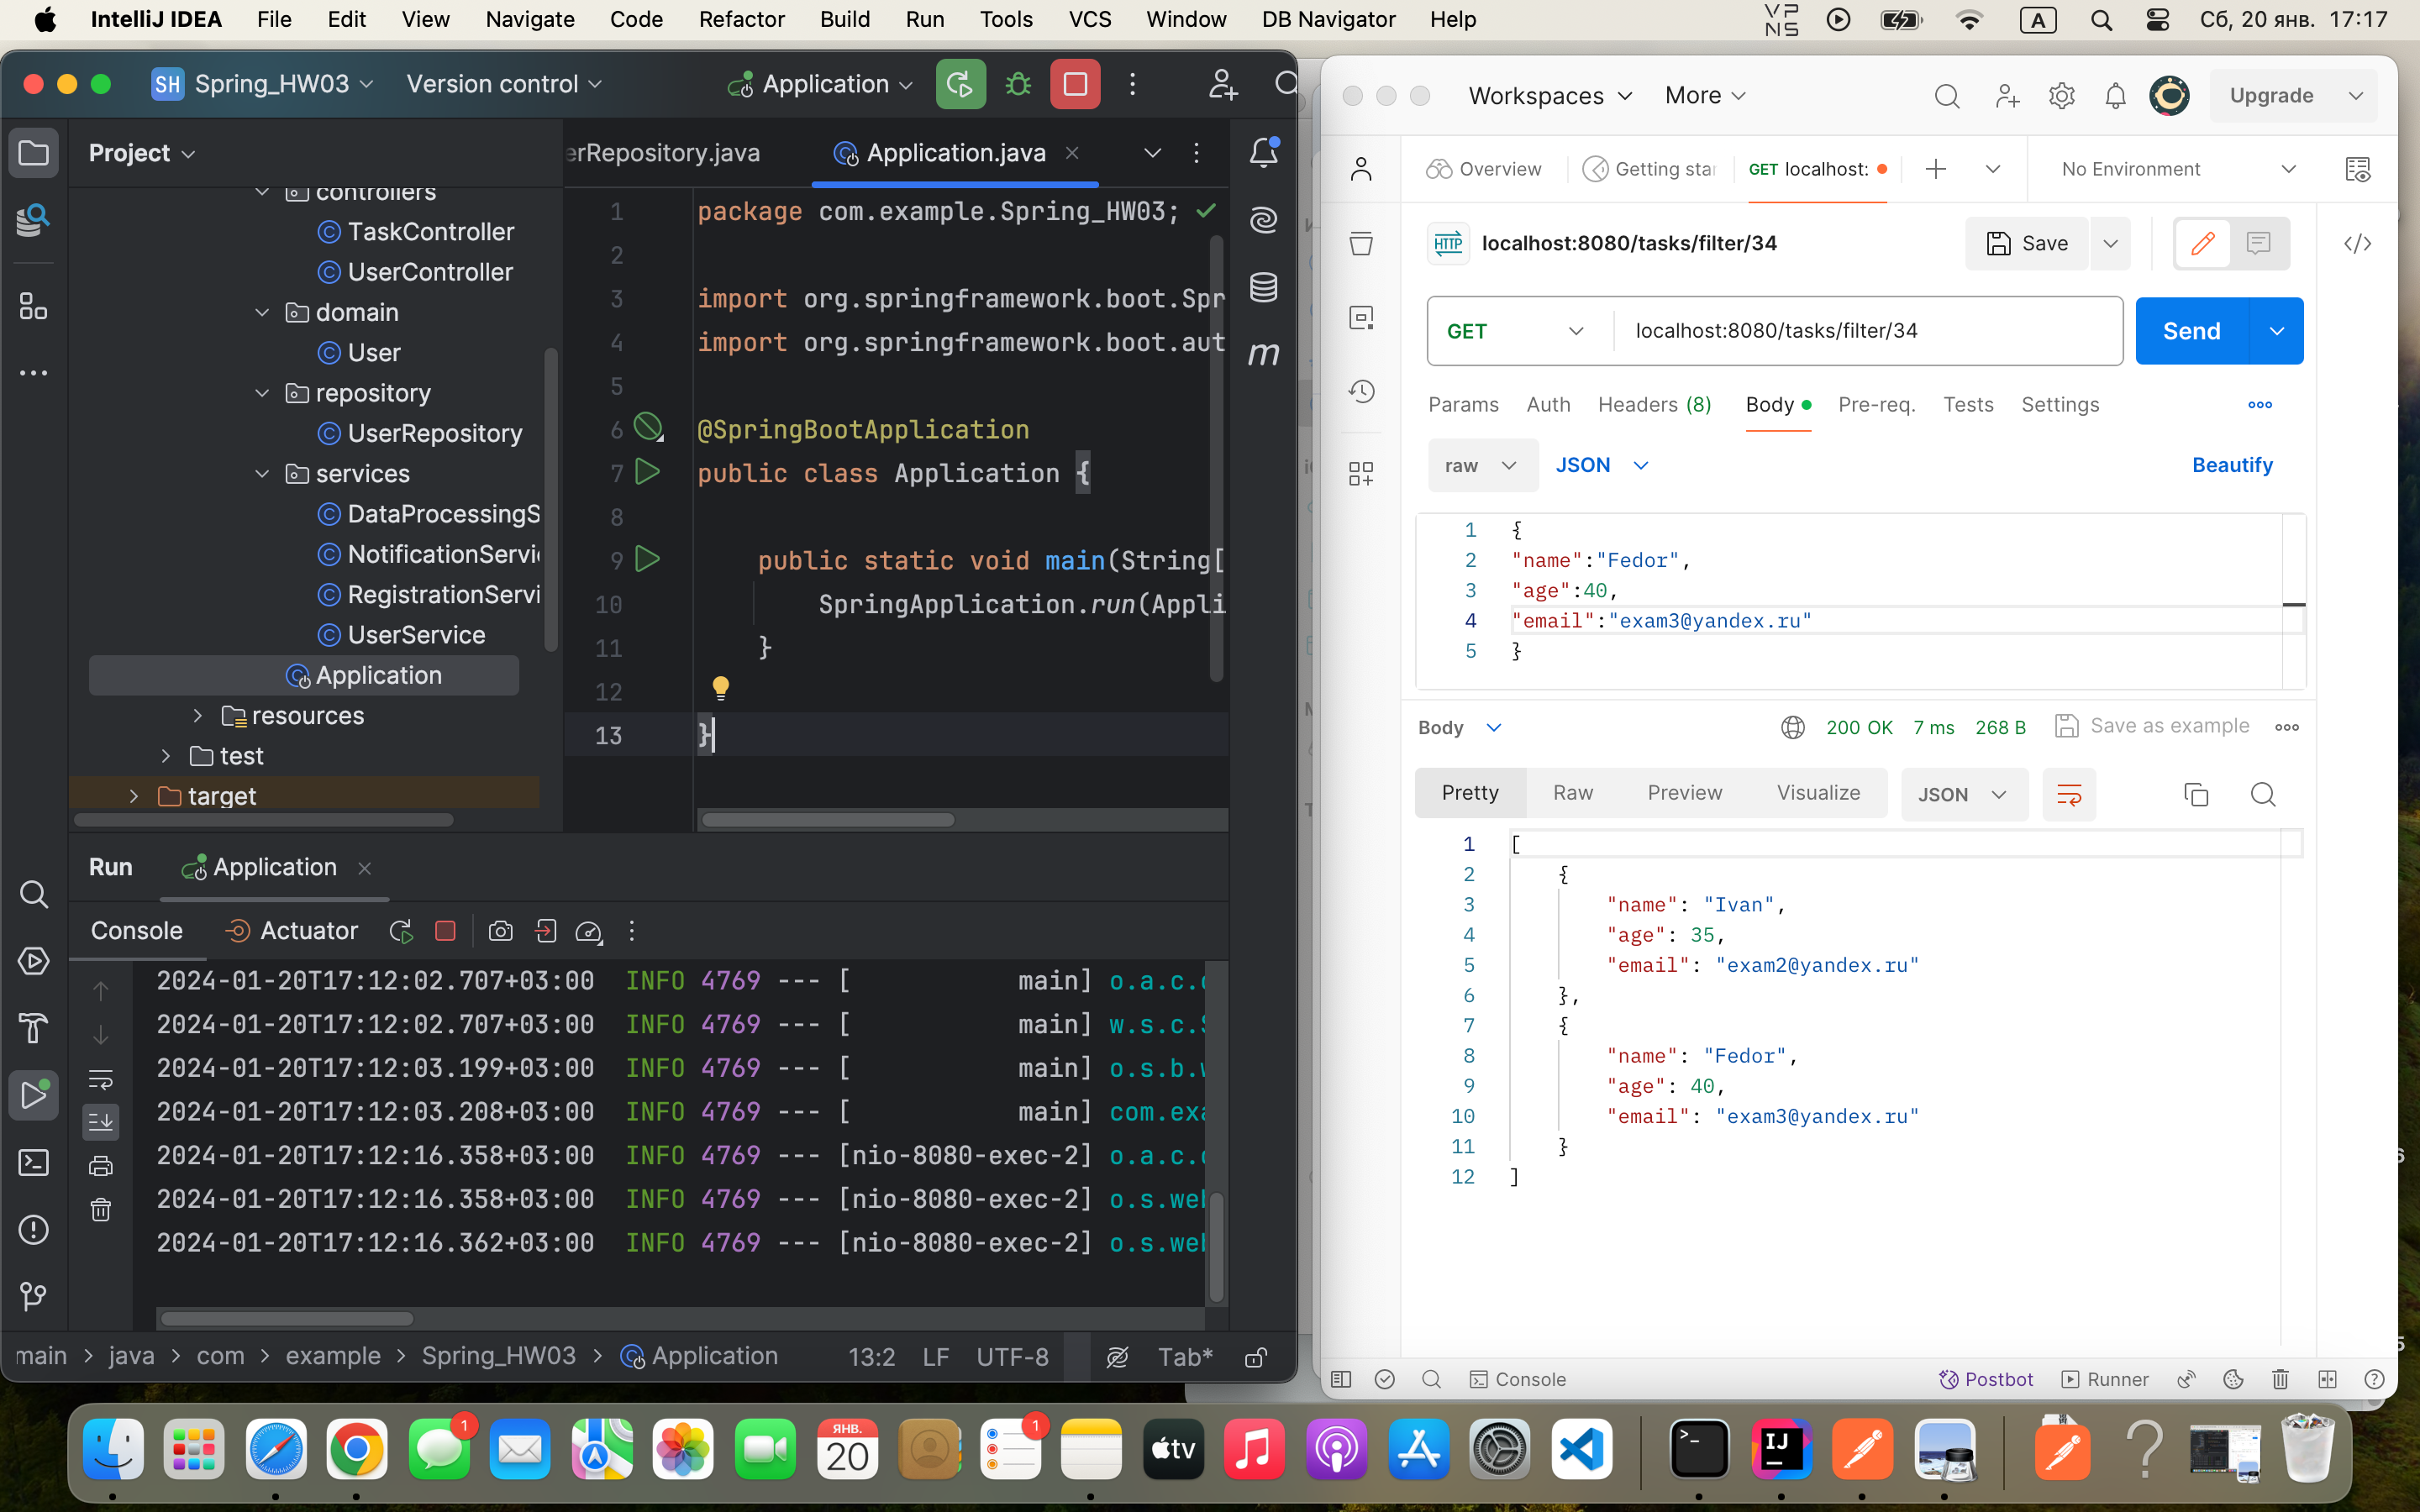 IntelliJ IDEA File Edit View Navigate Code Refactor Build Run Tools VCS Window DB Navigator Help VPNS A Сб, 20 янв. 17:17
SH Spring_HW03 Version control Application
Project
controllers
TaskController
UserController
domain
User
repository
UserRepository
services
DataProcessingS
NotificationServi
RegistrationServi
UserService
Application
resources
test
target
erRepository.java Application.java
1 package com.example.Spring_HW03;
2
3 import org.springframework.boot.Spr
4 import org.springframework.boot.aut
5
6 @SpringBootApplication
7 public class Application {
8
9 public static void main(String[
10 SpringApplication.run(Appli
11 }
12
13 }
m
Run Application
Console Actuator
2024-01-20T17:12:02.707+03:00 INFO 4769 --- [ main] o.a.c.c
2024-01-20T17:12:02.707+03:00 INFO 4769 --- [ main] w.s.c.S
2024-01-20T17:12:03.199+03:00 INFO 4769 --- [ main] o.s.b.w
2024-01-20T17:12:03.208+03:00 INFO 4769 --- [ main] com.exa
2024-01-20T17:12:16.358+03:00 INFO 4769 --- [nio-8080-exec-2] o.a.c.c
2024-01-20T17:12:16.358+03:00 INFO 4769 --- [nio-8080-exec-2] o.s.web
2024-01-20T17:12:16.362+03:00 INFO 4769 --- [nio-8080-exec-2] o.s.web
main > java > com > example > Spring_HW03 > Application 13:2 LF UTF-8 Tab*
Workspaces More Upgrade
Overview Getting star GET localhost: No Environment
HTTP localhost:8080/tasks/filter/34 Save
GET localhost:8080/tasks/filter/34 Send
Params Auth Headers (8) Body Pre-req. Tests Settings
raw JSON Beautify
1 {
2 "name":"Fedor",
3 "age":40,
4 "email":"exam3@yandex.ru"
5 }
Body 200 OK 7 ms 268 B Save as example
Pretty Raw Preview Visualize JSON
1 [
2 {
3 "name": "Ivan",
4 "age": 35,
5 "email": "exam2@yandex.ru"
6 },
7 {
8 "name": "Fedor",
9 "age": 40,
10 "email": "exam3@yandex.ru"
11 }
12 ]
Console Postbot Runner
1 ЯНВ. 20 1 tv IJ